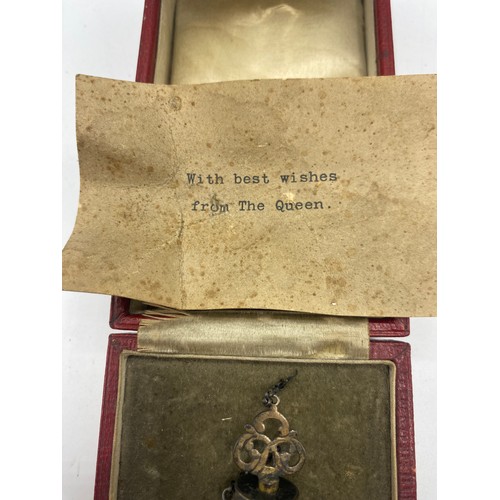 With best wishes
from The Queen.